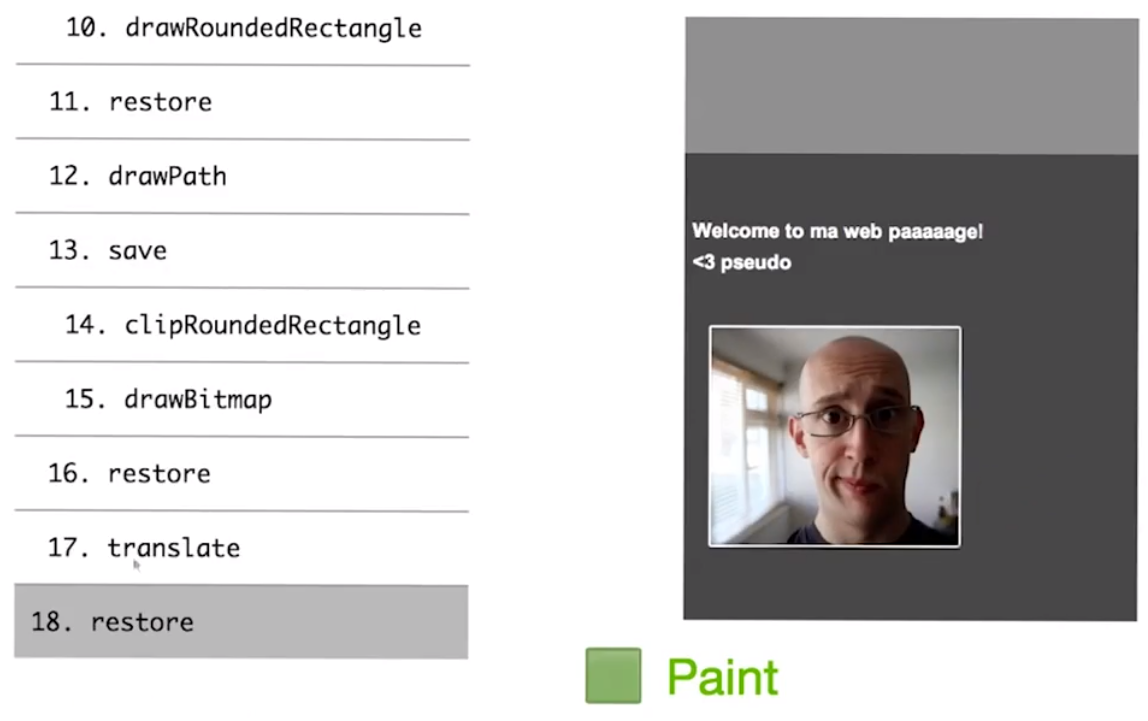 10. drawRoundedRectangle
11. restore
12. drawPath
13. save
14. clipRoundedRectangle
15. drawBitmap
16. restore
17. translate
18. restore
Welcome to ma web paaaaage!
<3 pseudo
Paint